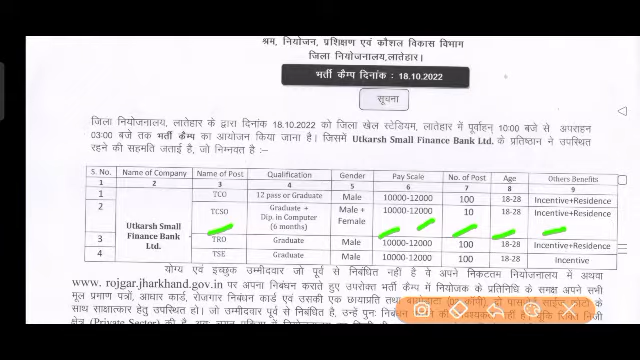 श्रम, नियोजन, प्रशिक्षण एवं कौशल विकास विभाग
जिला नियोजनालय, लातेहार।
भर्ती कैम्प दिनांक : 18.10.2022
सूचना
जिला नियोजनालय, लातेहार के द्वारा दिनांक 18.10.2022 को जिला खेल स्टेडियम, लातेहार में पूर्वाहन् 10:00 बजे से अपराहन
03:00 बजे तक भर्ती कैम्प का आयोजन किया जाना है। जिसमें Utkarsh Small Finance Bank Ltd. के प्रतिष्ठान ने उपस्थित
रहने की सहमति जताई है, जो निम्नवत है :-
S. No. Name of Company Name of Post Qualification Gender Pay Scale No. of Post Age Others Benefits
1 2 3 4 5 6 7 8 9
1 TCO 12 pass or Graduate Male 10000-12000 100 18-28 Incentive+Residence
2 Utkarsh Small Finance Bank Ltd. TCSO Graduate + Dip. in Computer (6 months) Male + Female 10000-12000 10 18-28 Incentive+Residence
3 TRO Graduate Male 10000-12000 100 18-28 Incentive+Residence
4 TSE Graduate Male 10000-12000 100 18-28 Incentive
योग्य एवं इच्छुक उम्मीदवार जो पूर्व से निबंधित नहीं है वे अपने निकटतम नियोजनालय में अथवा
www.rojgar.jharkhand.gov.in पर अपना निबंधन कराते हुए उपरोक्त भर्ती कैम्प में नियोजक के प्रतिनिधि के समक्ष अपने सभी
मूल प्रमाण पत्रों, आधार कार्ड, रोजगार निबंधन कार्ड एवं उसकी एक छायाप्रति तथा
के साथ साक्षात्कार हेतु उपस्थित हो। जो उम्मीदवार पूर्व से निबंधित है, उन्हें पुनः निबंधन
क्षेत्र (Private Sector) की है